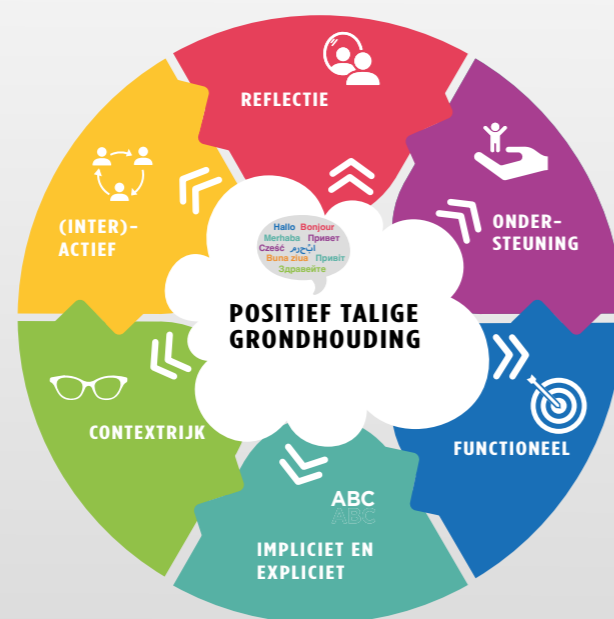 REFLECTIE
(INTER)-
ACTIEF
ONDER-
STEUNING
Hallo Bonjour
Merhaba Привет
Cześć
Buna ziua Привіт
Здравейте
POSITIEF TALIGE
GRONDHOUDING
CONTEXTRIJK
FUNCTIONEEL
ABC
ABC
IMPLICIET EN
EXPLICIET